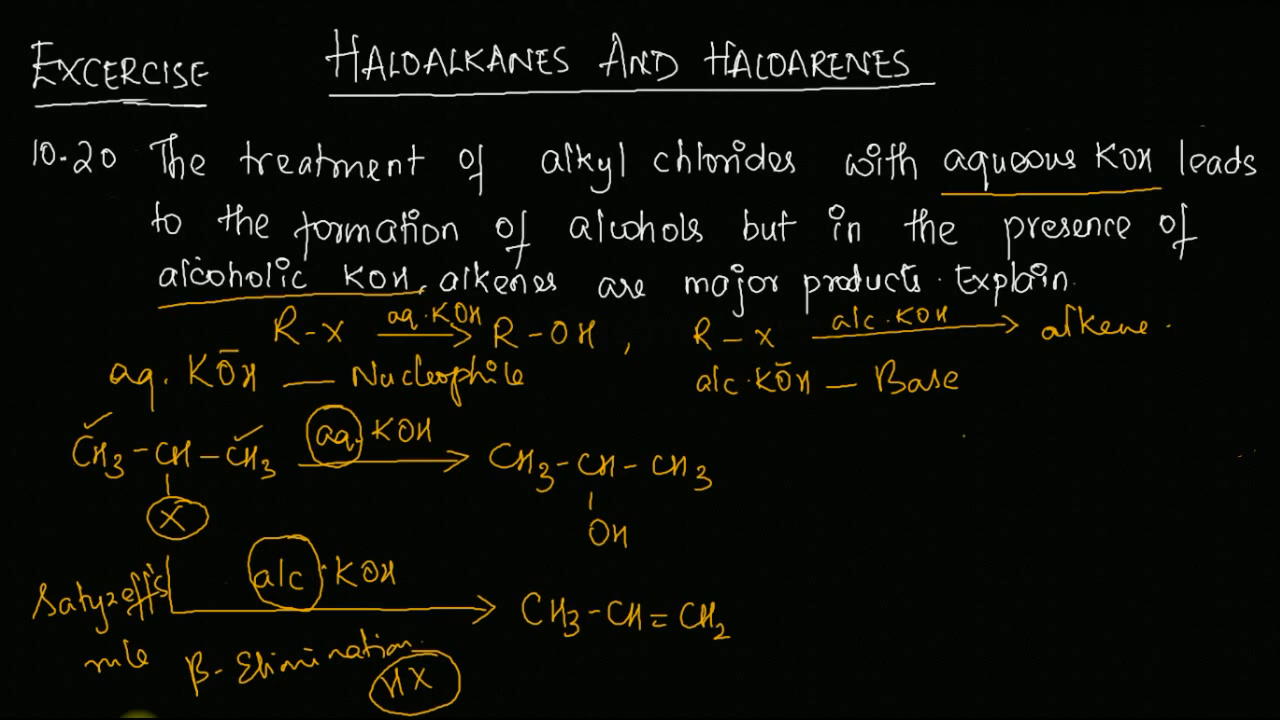 EXCERCISE HALOALKANES AND HALOARENES
10.20 The treatment of alkyl chlorides with aqueous KOH leads
to the formation of alcohols but in the presence of
alcoholic KOH, alkenes are major products. Explain.
R-X aq.KOH → R-OH, R-X alc.KOH → alkene.
aq. KŌH — Nucleophile alc.KŌH — Base
CH3-CH-CH3 aq. KOH → CH3-CH-CH3
X
OH
alc. KOH
Satyzeff's → CH3-CH=CH2
rule β-Elimination
HX